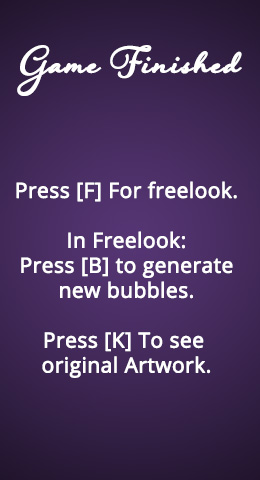 Game Finished
Press [F] For freelook.
In Freelook:
Press [B] to generate
new bubbles.
Press [K] To see
original Artwork.